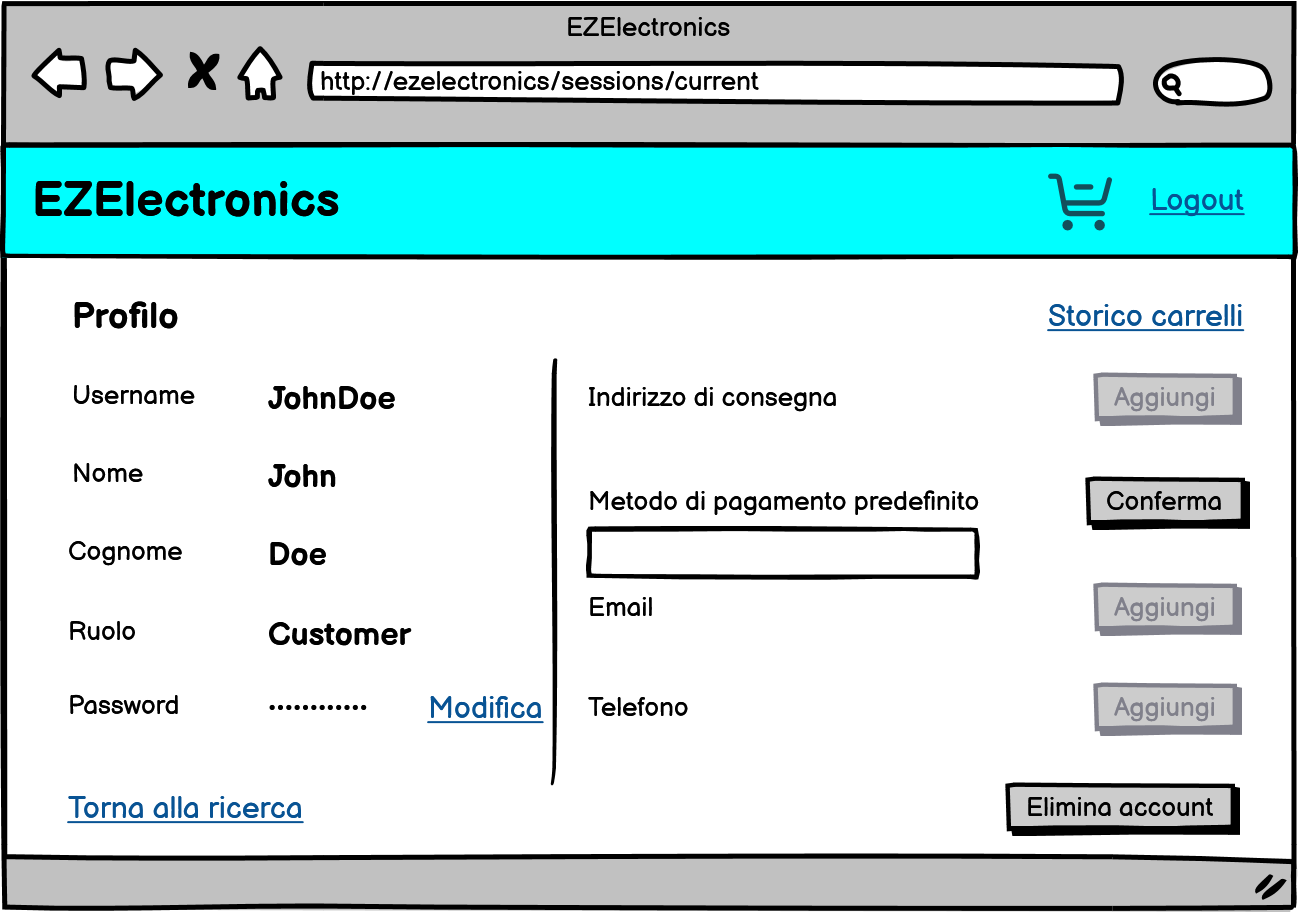 EZElectronics
http://ezelectronics/sessions/current
EZElectronics
Logout
Profilo
Storico carrelli
Username
JohnDoe
Nome
John
Cognome
Doe
Ruolo
Customer
Password
············
Modifica
Indirizzo di consegna
Aggiungi
Metodo di pagamento predefinito
Conferma
Email
Aggiungi
Telefono
Aggiungi
Torna alla ricerca
Elimina account